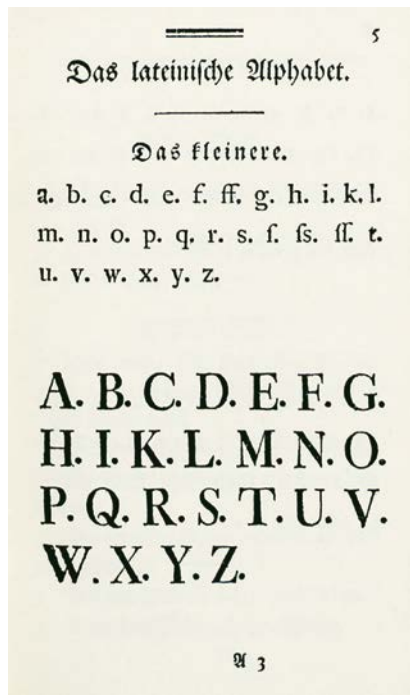 5
Das lateiniſche Alphabet.
Das kleinere.
a. b. c. d. e. f. ff. g. h. i. k. l.
m. n. o. p. q. r. s. ſ. ſs. ſſ. t.
u. v. w. x. y. z.
A. B. C. D. E. F. G.
H. I. K. L. M. N. O.
P. Q. R. S. T. U. V.
W. X. Y. Z.
A 3